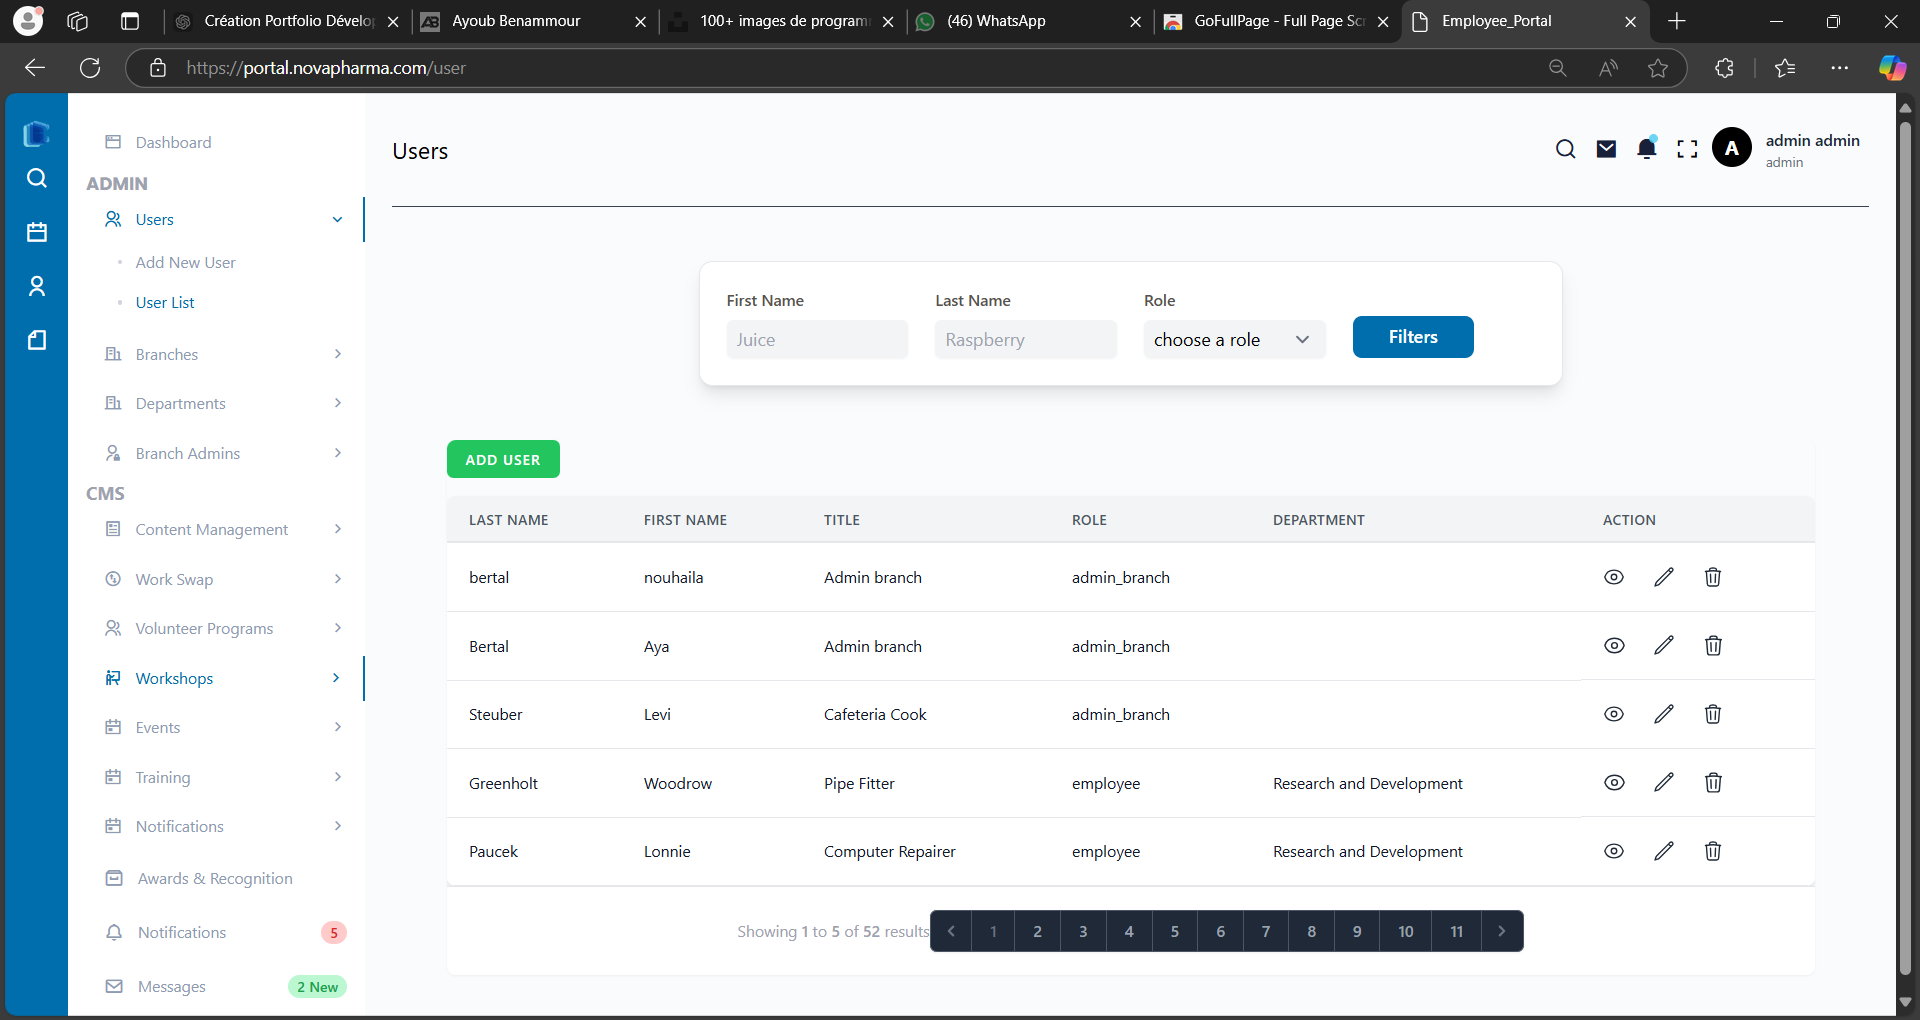 Création Portfolio Dévelo
Ayoub Benammour
100+ images de program
(46) WhatsApp
GoFullPage - Full Page Scr
Employee_Portal
https://portal.novapharma.com/user
Dashboard
ADMIN
Users
Add New User
User List
Branches
Departments
Branch Admins
CMS
Content Management
Work Swap
Volunteer Programs
Workshops
Events
Training
Notifications
Awards & Recognition
Notifications 5
Messages 2 New
Users
A
admin admin
admin
First Name Last Name Role
Juice Raspberry choose a role Filters
ADD USER
LAST NAME FIRST NAME TITLE ROLE DEPARTMENT ACTION
bertal nouhaila Admin branch admin_branch
Bertal Aya Admin branch admin_branch
Steuber Levi Cafeteria Cook admin_branch
Greenholt Woodrow Pipe Fitter employee Research and Development
Paucek Lonnie Computer Repairer employee Research and Development
Showing 1 to 5 of 52 results 1 2 3 4 5 6 7 8 9 10 11